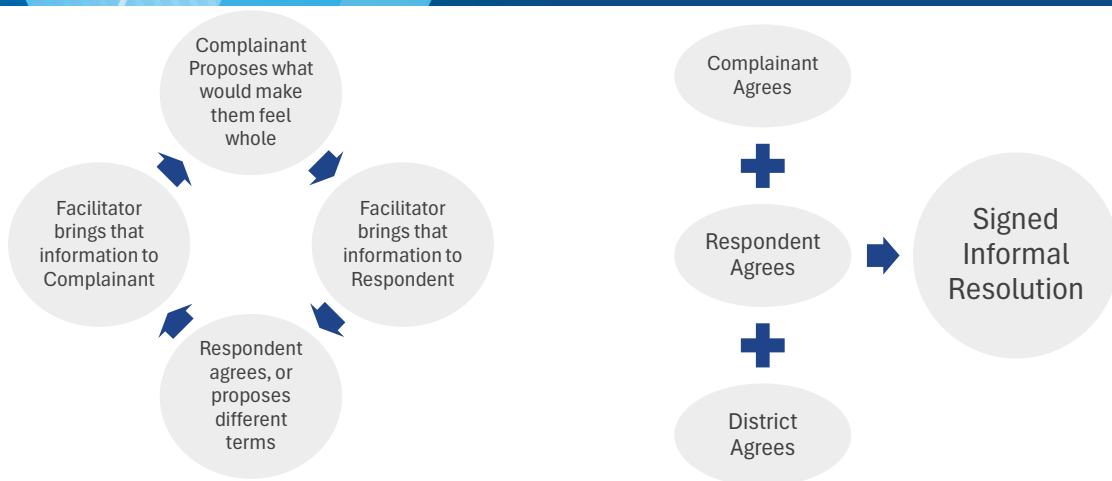 Complainant
Proposes what
would make
them feel
whole
Facilitator
brings that
information to
Respondent
Respondent
agrees, or
proposes
different
terms
Facilitator
brings that
information to
Complainant
Complainant
Agrees
Respondent
Agrees
District
Agrees
Signed
Informal
Resolution